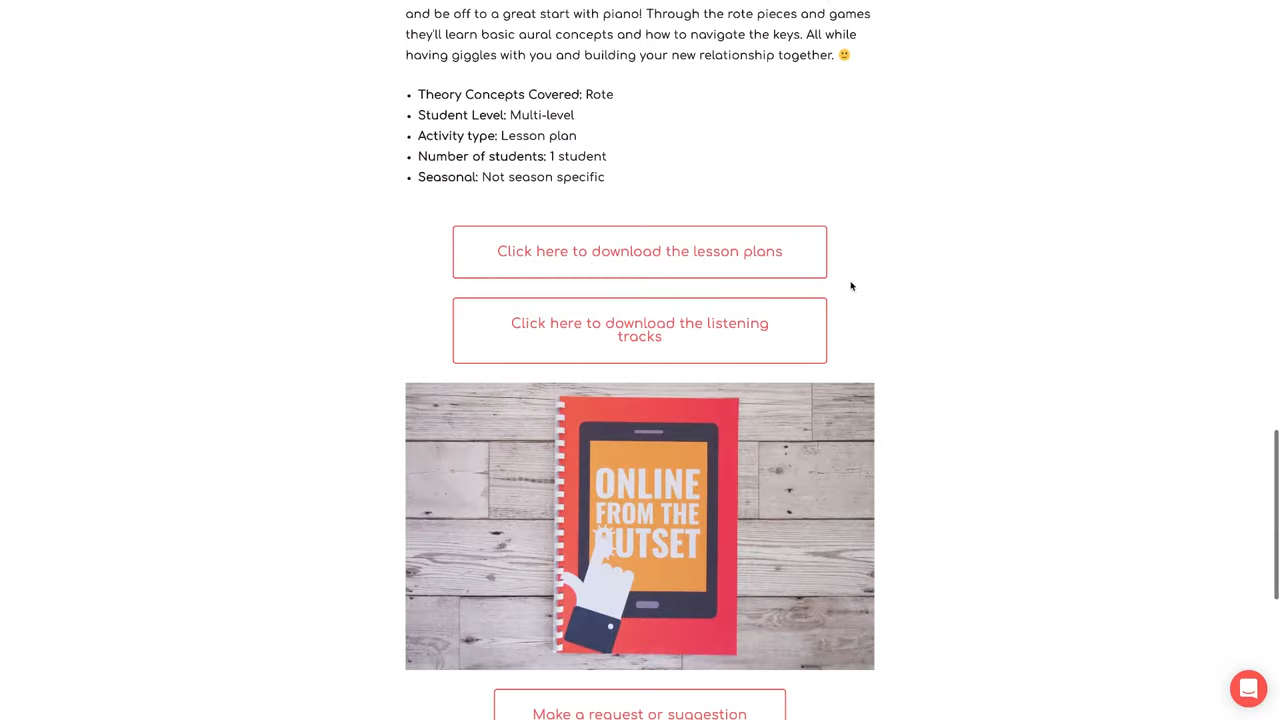 and be off to a great start with piano! Through the rote pieces and games
they'll learn basic aural concepts and how to navigate the keys. All while
having giggles with you and building your new relationship together. 🙂
• Theory Concepts Covered: Rote
• Student Level: Multi-level
• Activity type: Lesson plan
• Number of students: 1 student
• Seasonal: Not season specific
Click here to download the lesson plans
Click here to download the listening
tracks
ONLINE
FROM THE
OUTSET
Make a request or suggestion